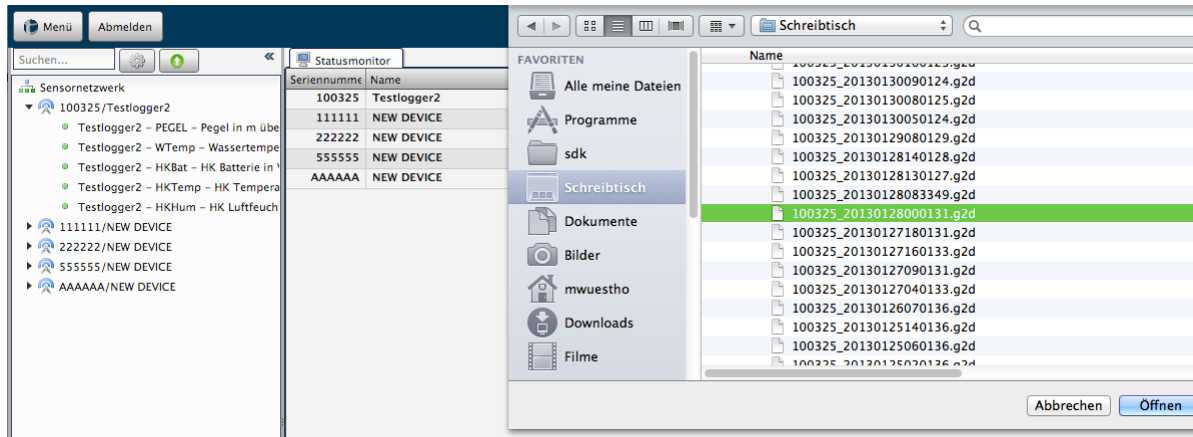 Menü
Abmelden
Suchen...
Sensornetzwerk
100325/Testlogger2
Testlogger2 – PEGEL – Pegel in m übe
Testlogger2 – WTemp – Wassertempe
Testlogger2 – HKBat – HK Batterie in
Testlogger2 – HKTemp – HK Tempera
Testlogger2 – HKHum – HK Luftfeuch
111111/NEW DEVICE
222222/NEW DEVICE
555555/NEW DEVICE
AAAAAA/NEW DEVICE
Statusmonitor
Seriennumme Name
100325 Testlogger2
111111 NEW DEVICE
222222 NEW DEVICE
555555 NEW DEVICE
AAAAAA NEW DEVICE
Schreibtisch
FAVORITEN
Alle meine Dateien
Programme
sdk
Schreibtisch
Dokumente
Bilder
mwuestho
Downloads
Filme
Name
100325_20130130090124.g2d
100325_20130130080125.g2d
100325_20130130050124.g2d
100325_20130129080129.g2d
100325_20130128140128.g2d
100325_20130128130127.g2d
100325_20130128083349.g2d
100325_20130128000131.g2d
100325_20130127180131.g2d
100325_20130127160133.g2d
100325_20130127090131.g2d
100325_20130127040133.g2d
100325_20130126070136.g2d
100325_20130125140136.g2d
100325_20130125060136.g2d
100325_20130125020136.g2d
Abbrechen
Öffnen